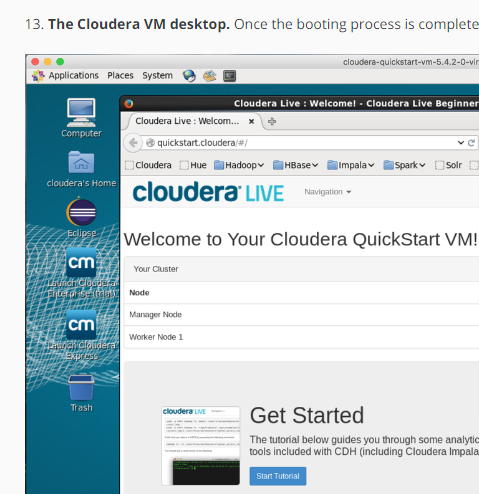 13. The Cloudera VM desktop. Once the booting process is complete
cloudera-quickstart-vm-5.4.2-0-vir
Applications Places System
Cloudera Live : Welcome! - Cloudera Live Beginner
Cloudera Live : Welcom... ×
quickstart.cloudera/#/
Cloudera Hue Hadoop HBase Impala Spark Solr
Computer
cloudera's Home
Eclipse
cm
Launch Cloudera
Enterprise (trial)
cm
Launch Cloudera
Express
Trash
cloudera LIVE Navigation
Welcome to Your Cloudera QuickStart VM!
Your Cluster
Node
Manager Node
Worker Node 1
cloudera LIVE
Get Started
The tutorial below guides you through some analytic
tools included with CDH (including Cloudera Impala
Start Tutorial